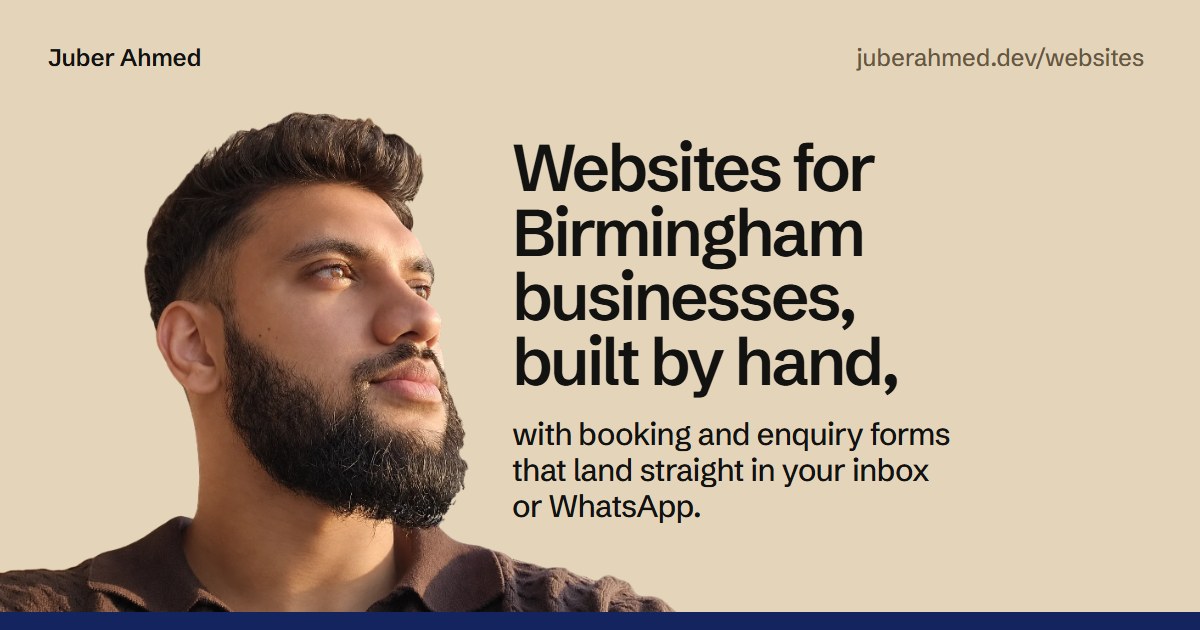 Juber Ahmed
juberahmed.dev/websites
Websites for
Birmingham
businesses,
built by hand,
with booking and enquiry forms
that land straight in your inbox
or WhatsApp.